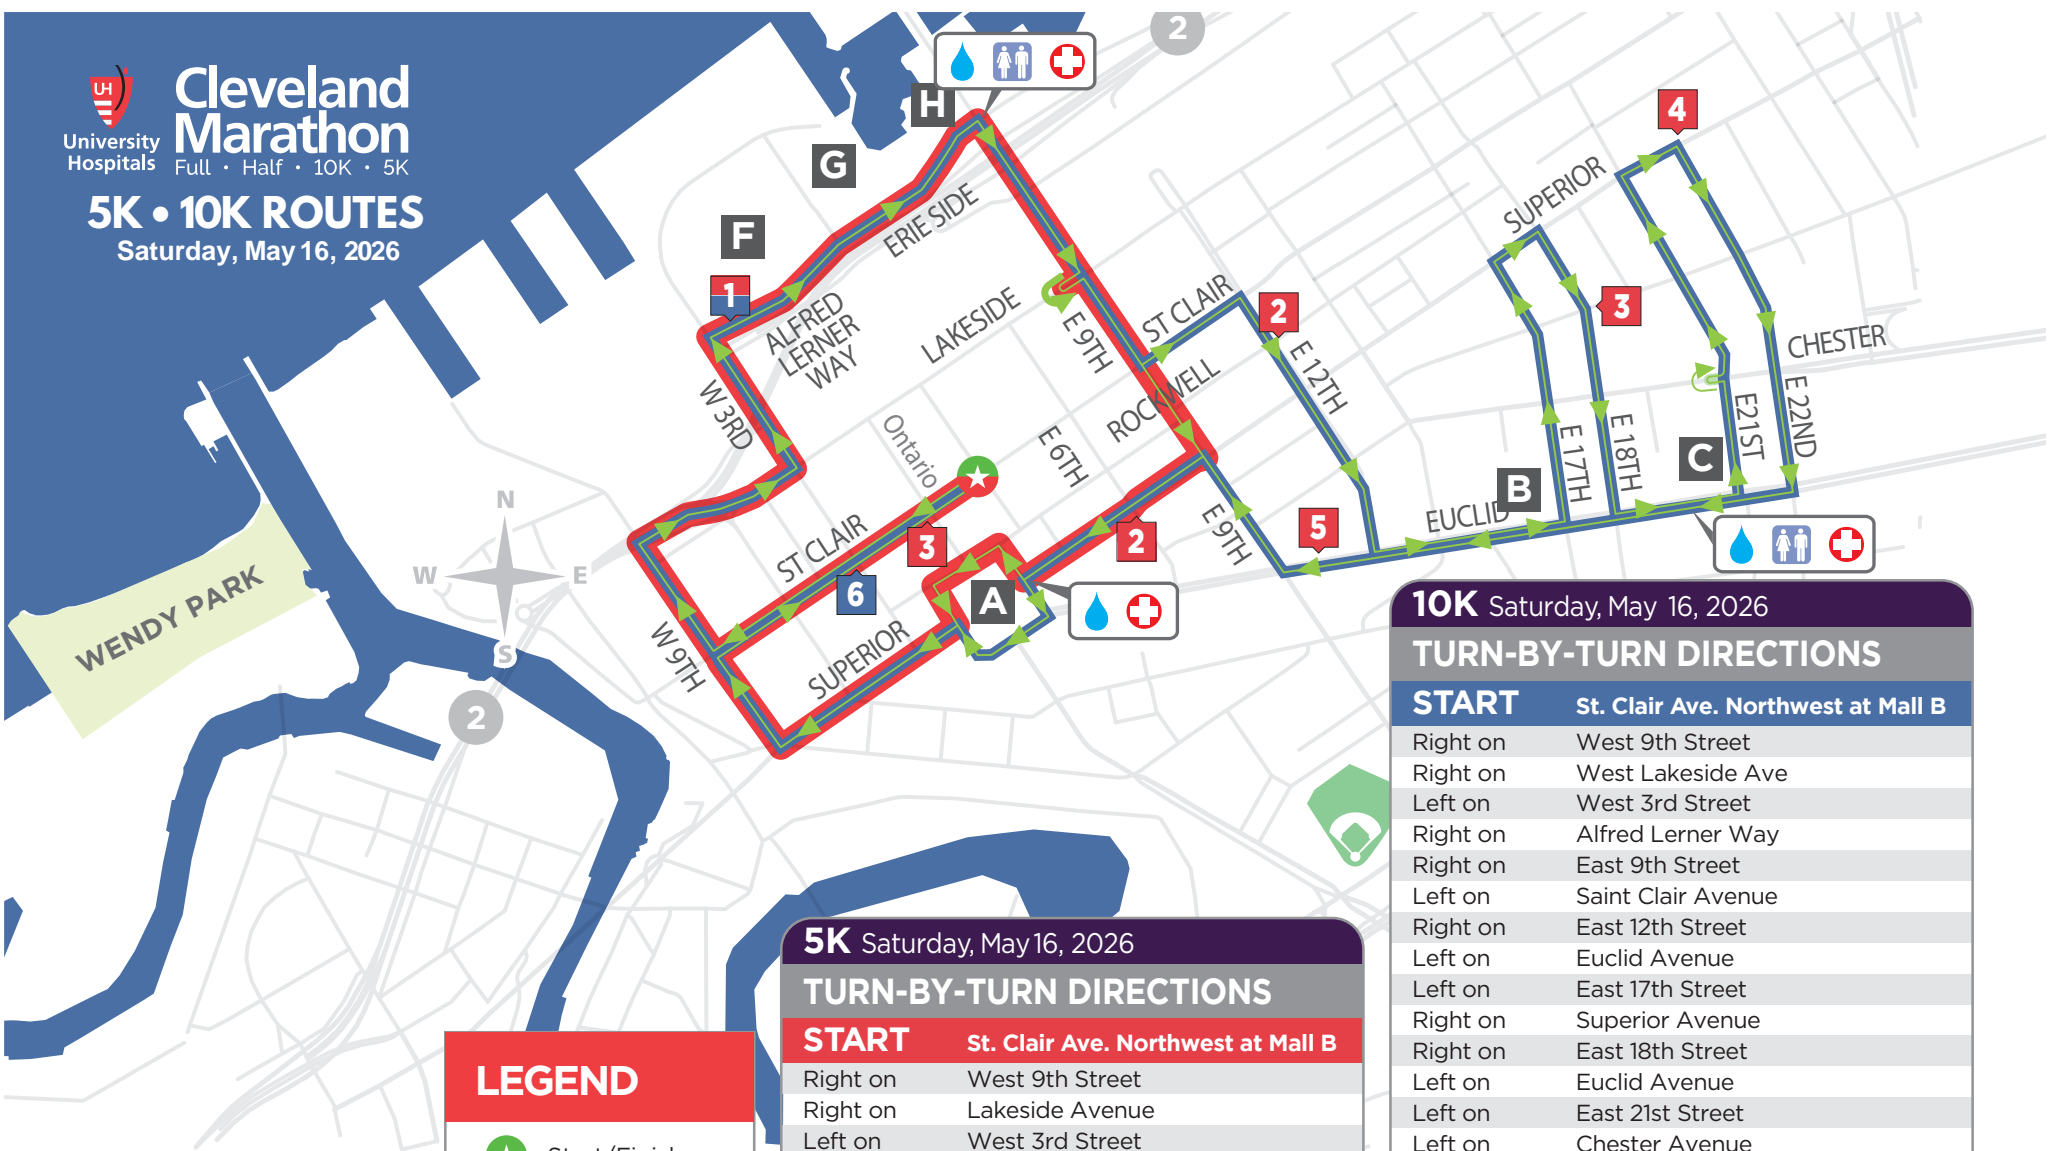 UH
University
Hospitals
Cleveland
Marathon
Full • Half • 10K • 5K
5K • 10K ROUTES
Saturday, May 16, 2026
2
H
G
F
1
ERIE SIDE
ALFRED
LERNER
WAY
LAKESIDE
W 3RD
Ontario
E 9TH
ST CLAIR
2
E 12TH
ROCKWELL
E 6TH
SUPERIOR
4
3
CHESTER
E 22ND
E21ST
E 18TH
E 17TH
C
B
EUCLID
5
E 9TH
2
3
ST CLAIR
6
A
SUPERIOR
W 9TH
N
W
E
S
WENDY PARK
2
10K Saturday, May 16, 2026
TURN-BY-TURN DIRECTIONS
START St. Clair Ave. Northwest at Mall B
Right on West 9th Street
Right on West Lakeside Ave
Left on West 3rd Street
Right on Alfred Lerner Way
Right on East 9th Street
Left on Saint Clair Avenue
Right on East 12th Street
Left on Euclid Avenue
Left on East 17th Street
Right on Superior Avenue
Right on East 18th Street
Left on Euclid Avenue
Left on East 21st Street
Left on Chester Avenue
5K Saturday, May 16, 2026
TURN-BY-TURN DIRECTIONS
START St. Clair Ave. Northwest at Mall B
Right on West 9th Street
Right on Lakeside Avenue
Left on West 3rd Street
LEGEND
Start/Finish